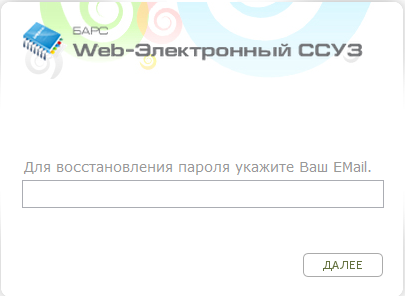 БАРС
Web-Электронный ССУЗ
Для восстановления пароля укажите Ваш EMail.
ДАЛЕЕ